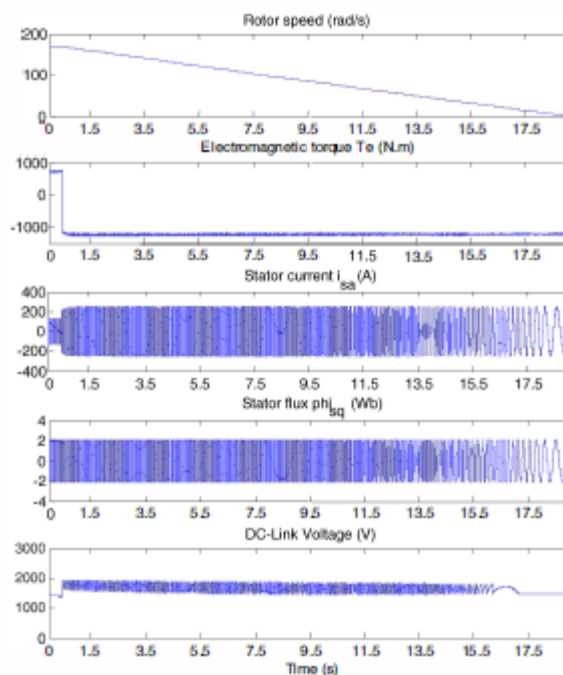 Rotor speed (rad/s)
200
100
0
0 1.5 3.5 5.5 7.5 9.5 11.5 13.5 15.5 17.5
Electromagnetic torque Te (N.m)
1000
0
-1000
0 1.5 3.5 5.5 7.5 9.5 11.5 13.5 15.5 17.5
Stator current i_sa (A)
400
200
0
-200
-400
0 1.5 3.5 5.5 7.5 9.5 11.5 13.5 15.5 17.5
Stator flux phi_sq (Wb)
4
2
0
-2
-4
0 1.5 3.5 5.5 7.5 9.5 11.5 13.5 15.5 17.5
DC-Link Voltage (V)
3000
2000
1000
0
0 1.5 3.5 5.5 7.5 9.5 11.5 13.5 15.5 17.5
Time (s)